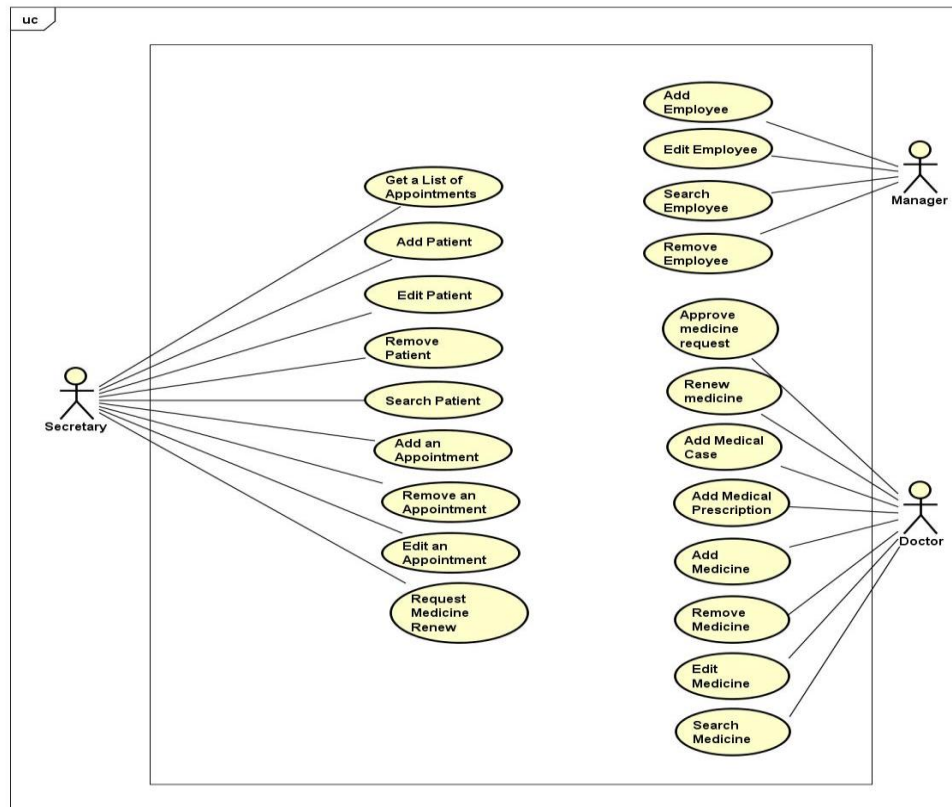 uc
Get a List of
Appointments
Add Patient
Edit Patient
Remove
Patient
Search Patient
Add an
Appointment
Remove an
Appointment
Edit an
Appointment
Request
Medicine
Renew
Secretary
Add
Employee
Edit Employee
Search
Employee
Remove
Employee
Manager
Approve
medicine
request
Renew
medicine
Add Medical
Case
Add Medical
Prescription
Add
Medicine
Remove
Medicine
Edit
Medicine
Search
Medicine
Doctor